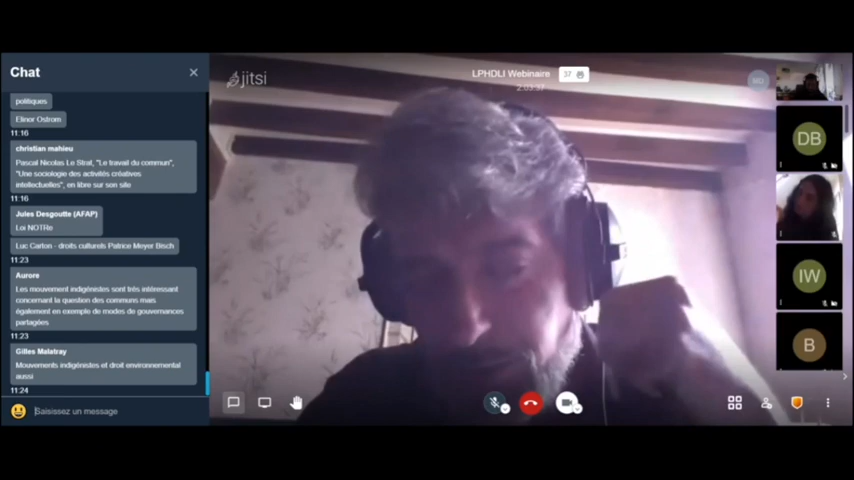 Chat
politiques
Elinor Ostrom
11:16
christian mahieu
Pascal Nicolas Le Strat, "Le travail du commun",
"Une sociologie des activités créatives
intellectuelles", en libre sur son site
11:16
Jules Desgoutte (AFAP)
Loi NOTRe
Luc Carton - droits culturels Patrice Meyer Bisch
11:23
Aurore
Les mouvement indigénistes sont très intéressant
concernant la question des communs mais
également en exemple de modes de gouvernances
partagées
11:23
Gilles Malatray
Mouvements indigénistes et droit environnemental
aussi
11:24
Saisissez un message
jitsi
LPHDLI Webinaire
37
2:03:37
MD
DB
IW
B